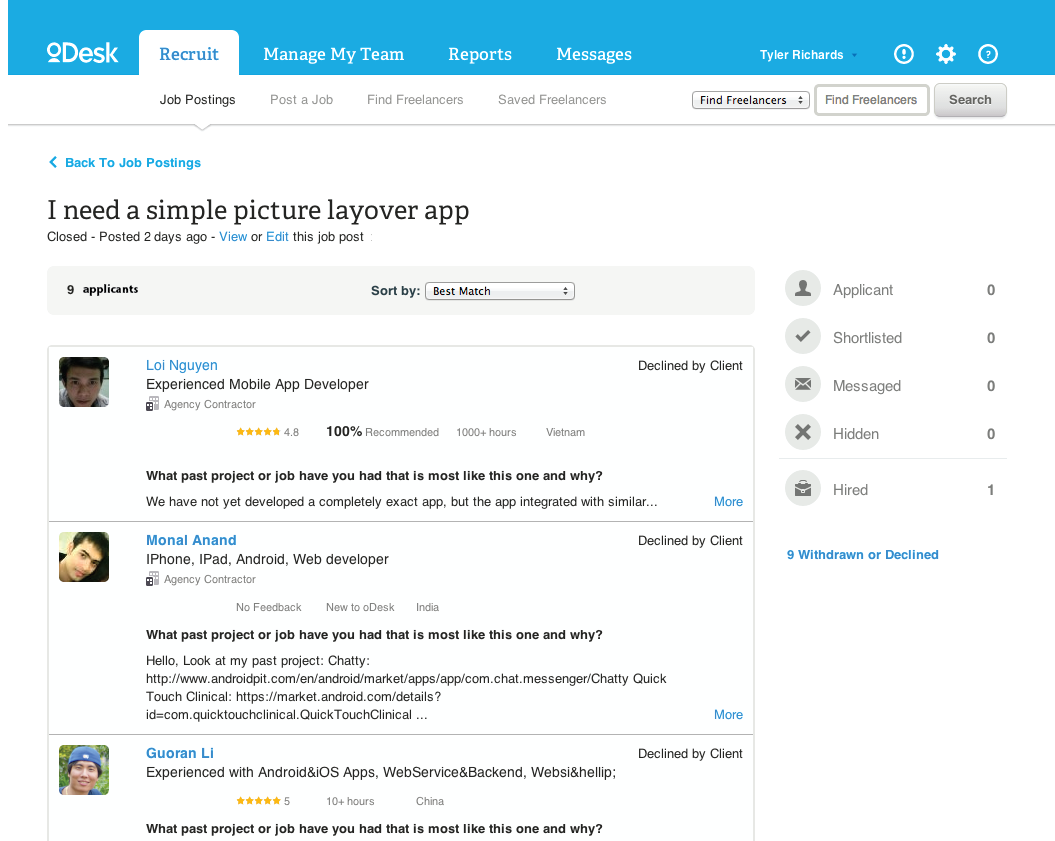 oDesk
Recruit
Manage My Team
Reports
Messages
Tyler Richards
Job Postings
Post a Job
Find Freelancers
Saved Freelancers
Find Freelancers
Find Freelancers
Search
Back To Job Postings
I need a simple picture layover app
Closed - Posted 2 days ago - View or Edit this job post
9 applicants
Sort by: Best Match
Loi Nguyen
Declined by Client
Experienced Mobile App Developer
Agency Contractor
4.8 100% Recommended 1000+ hours Vietnam
What past project or job have you had that is most like this one and why?
We have not yet developed a completely exact app, but the app integrated with similar... More
Monal Anand
Declined by Client
IPhone, IPad, Android, Web developer
Agency Contractor
No Feedback New to oDesk India
What past project or job have you had that is most like this one and why?
Hello, Look at my past project: Chatty:
http://www.androidpit.com/en/android/market/apps/app/com.chat.messenger/Chatty Quick
Touch Clinical: https://market.android.com/details?
id=com.quicktouchclinical.QuickTouchClinical ... More
Guoran Li
Declined by Client
Experienced with Android&iOS Apps, WebService&Backend, Websi&hellip;
5 10+ hours China
What past project or job have you had that is most like this one and why?
Applicant 0
Shortlisted 0
Messaged 0
Hidden 0
Hired 1
9 Withdrawn or Declined